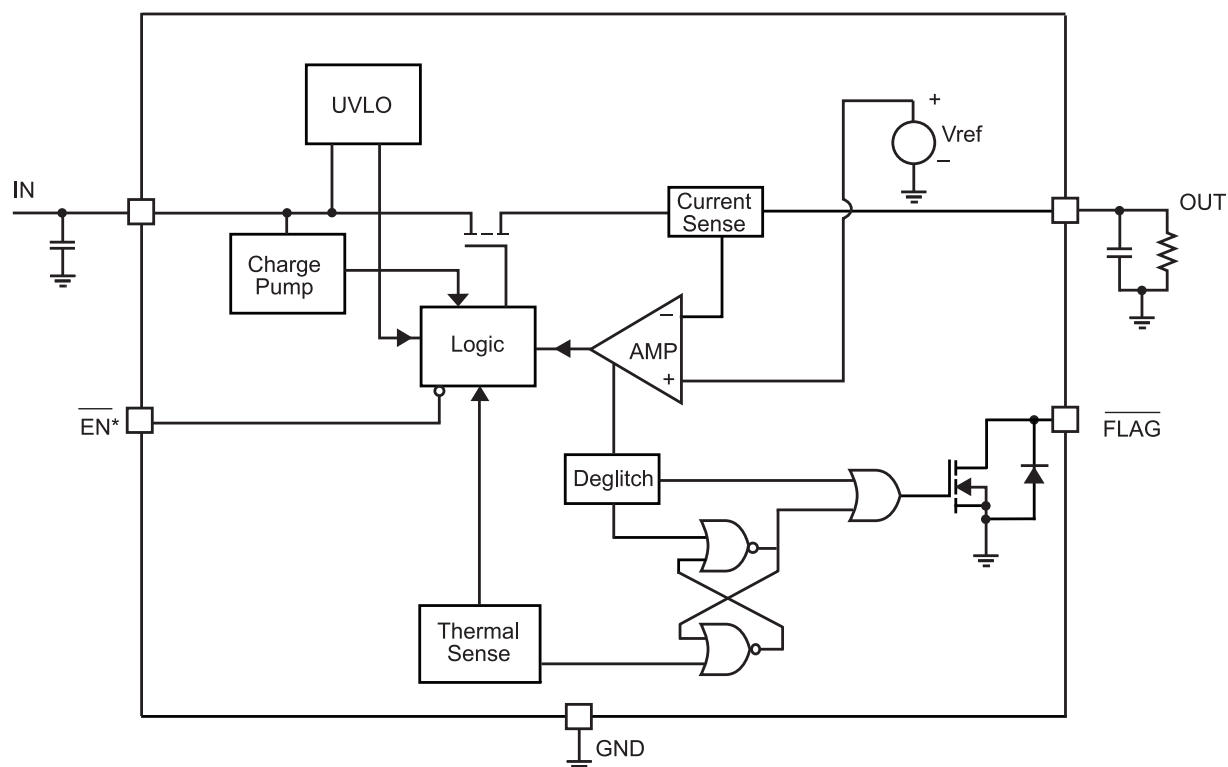 UVLO
+
Vref
−
IN
Current
Sense
OUT
Charge
Pump
Logic
−
AMP
+
EN*
FLAG
Deglitch
Thermal
Sense
GND